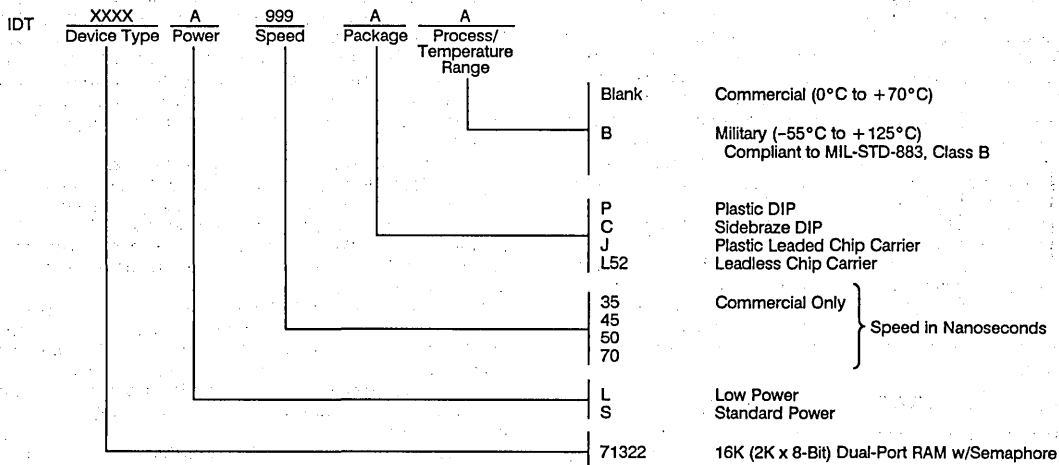 IDT XXXX A 999 A A
Device Type Power Speed Package Process/
Temperature
Range
Blank Commercial (0°C to +70°C)
B Military (–55°C to +125°C)
Compliant to MIL-STD-883, Class B
P Plastic DIP
C Sidebraze DIP
J Plastic Leaded Chip Carrier
L52 Leadless Chip Carrier
35 Commercial Only
45
50
70
Speed in Nanoseconds
L Low Power
S Standard Power
71322 16K (2K x 8-Bit) Dual-Port RAM w/Semaphore